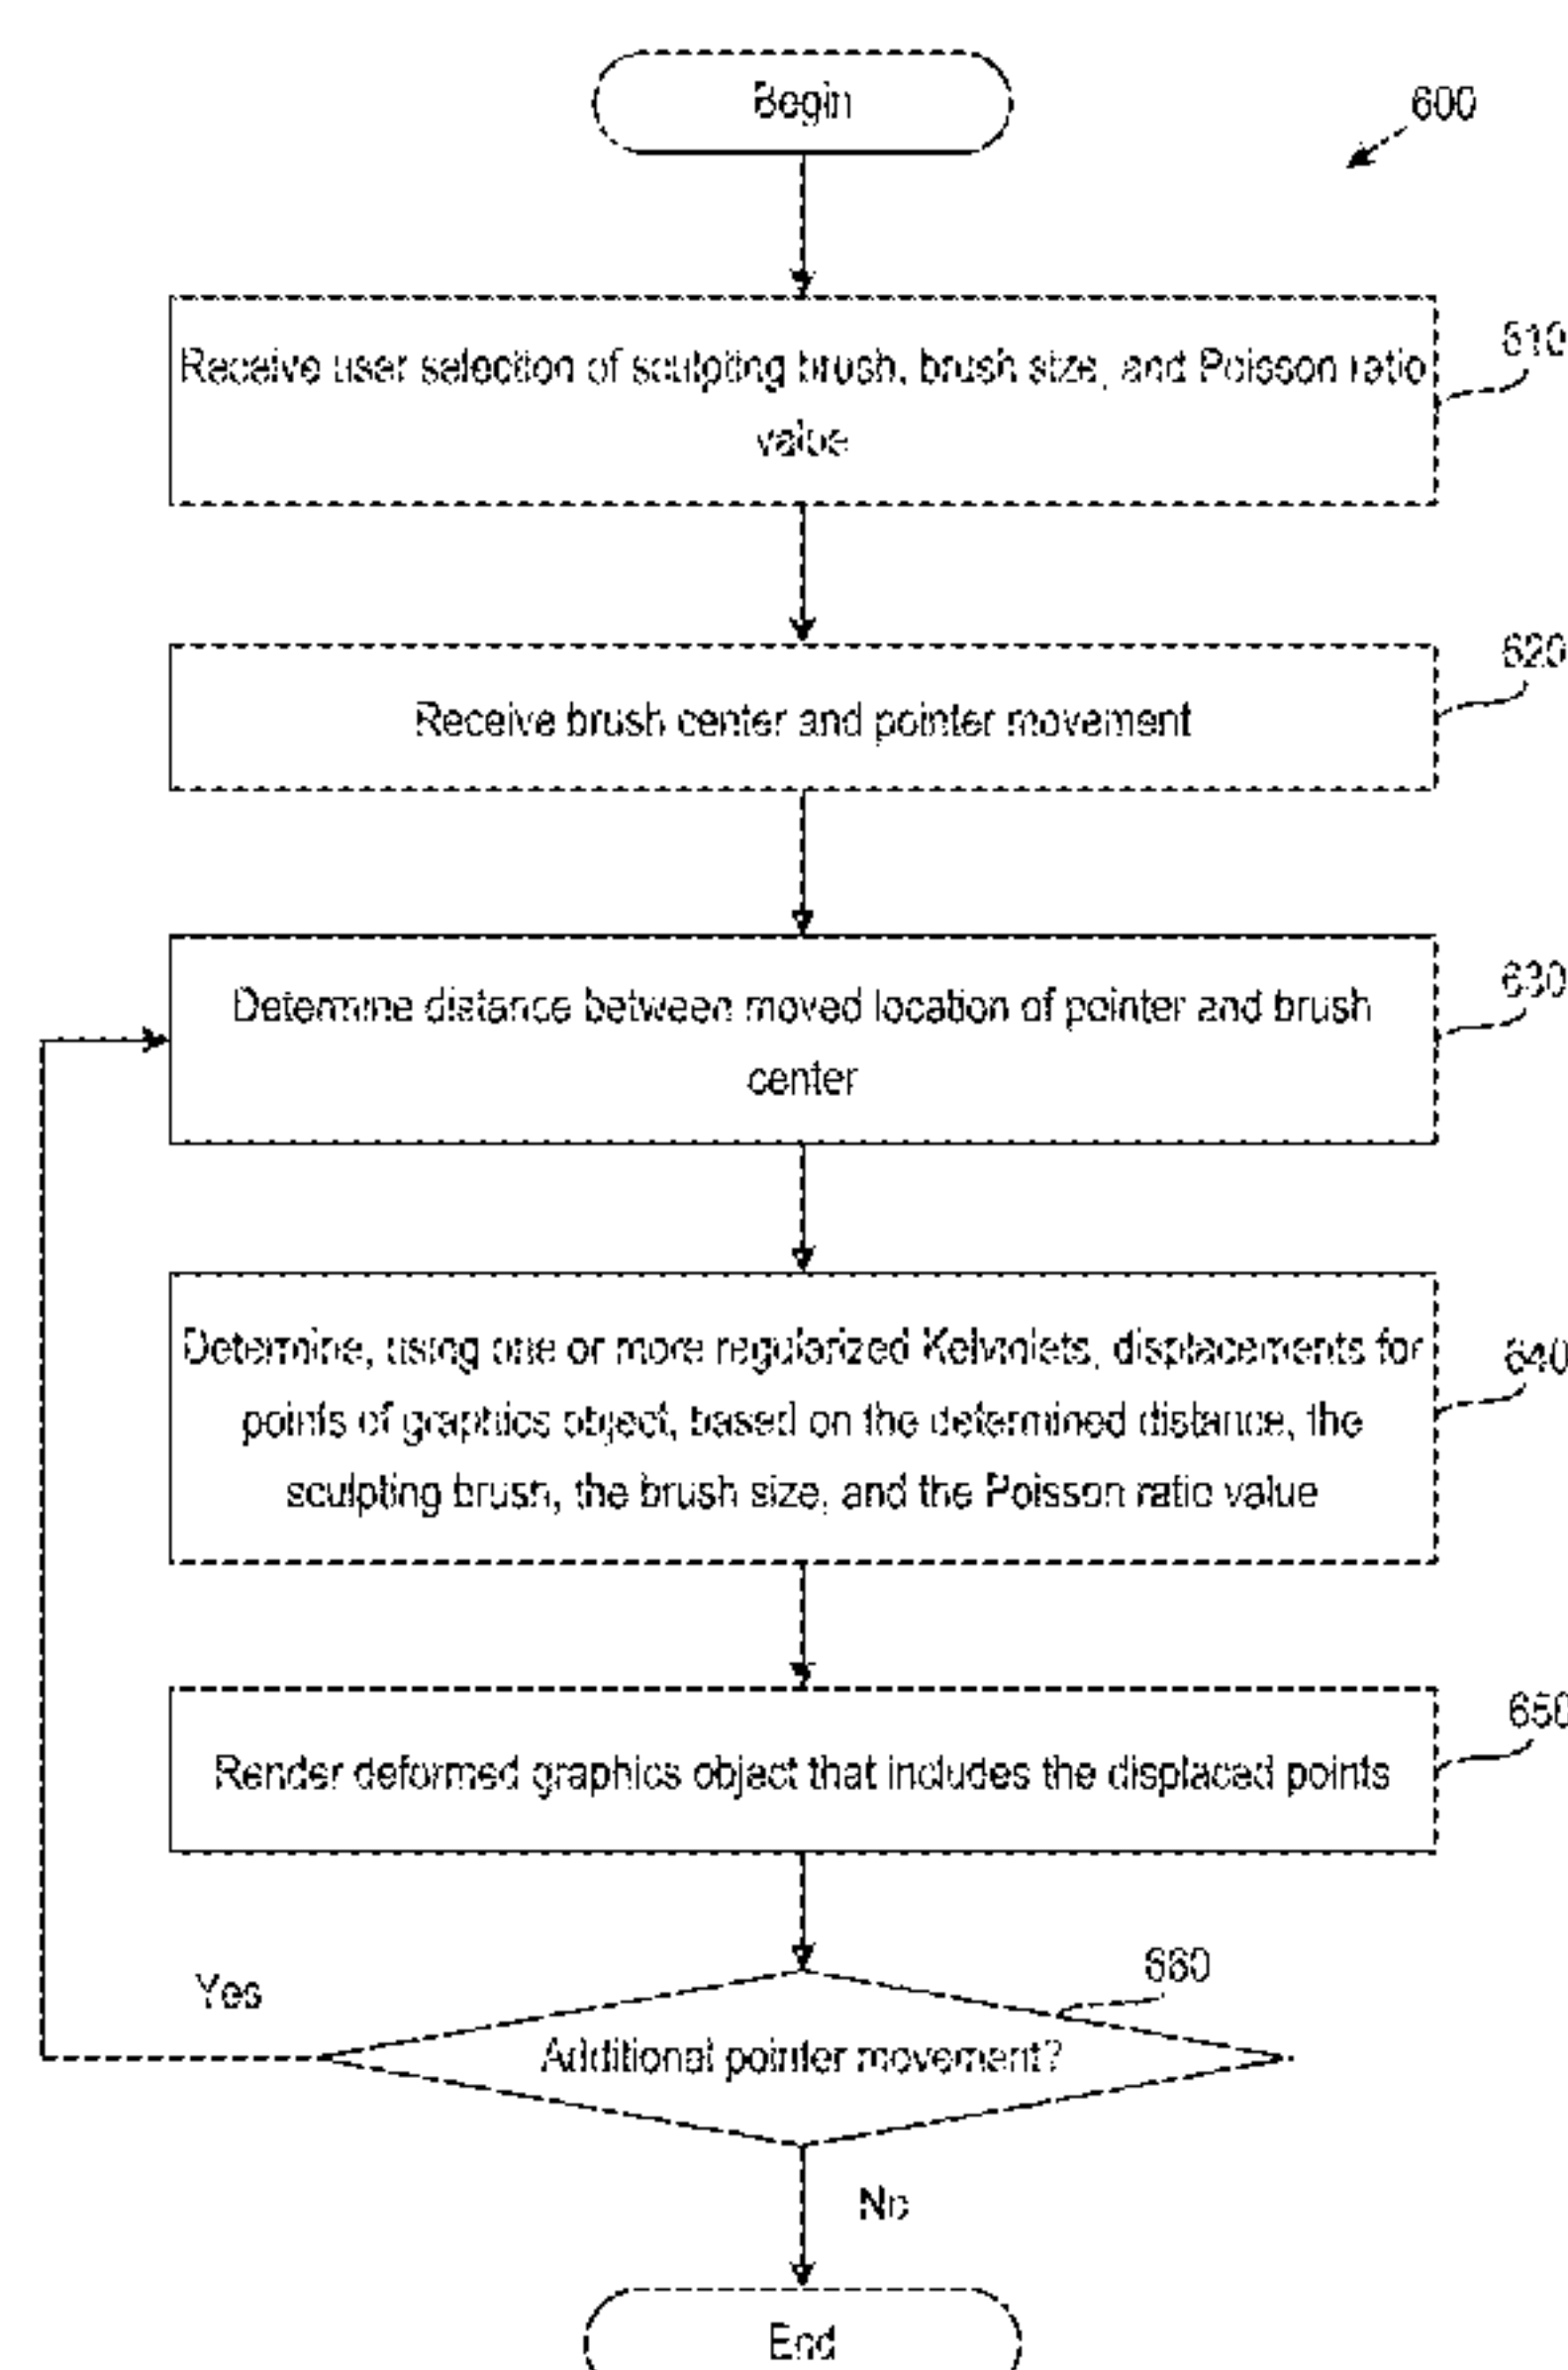 Begin
600
Receive user selection of sculpting brush, brush size, and Poisson ratio
value
610
620
Receive brush center and pointer movement
630
Determine distance between moved location of pointer and brush
center
640
Determine, using one or more regularized Kelvinlets, displacements for
points of graphics object, based on the determined distance, the
sculpting brush, the brush size, and the Poisson ratio value
650
Render deformed graphics object that includes the displaced points
660
Yes
Additional pointer movement?
No
End